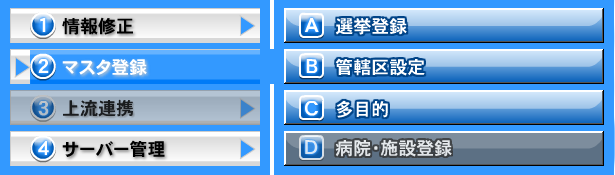 1 情報修正
2 マスタ登録
3 上流連携
4 サーバー管理
A 選挙登録
B 管轄区設定
C 多目的
D 病院・施設登録